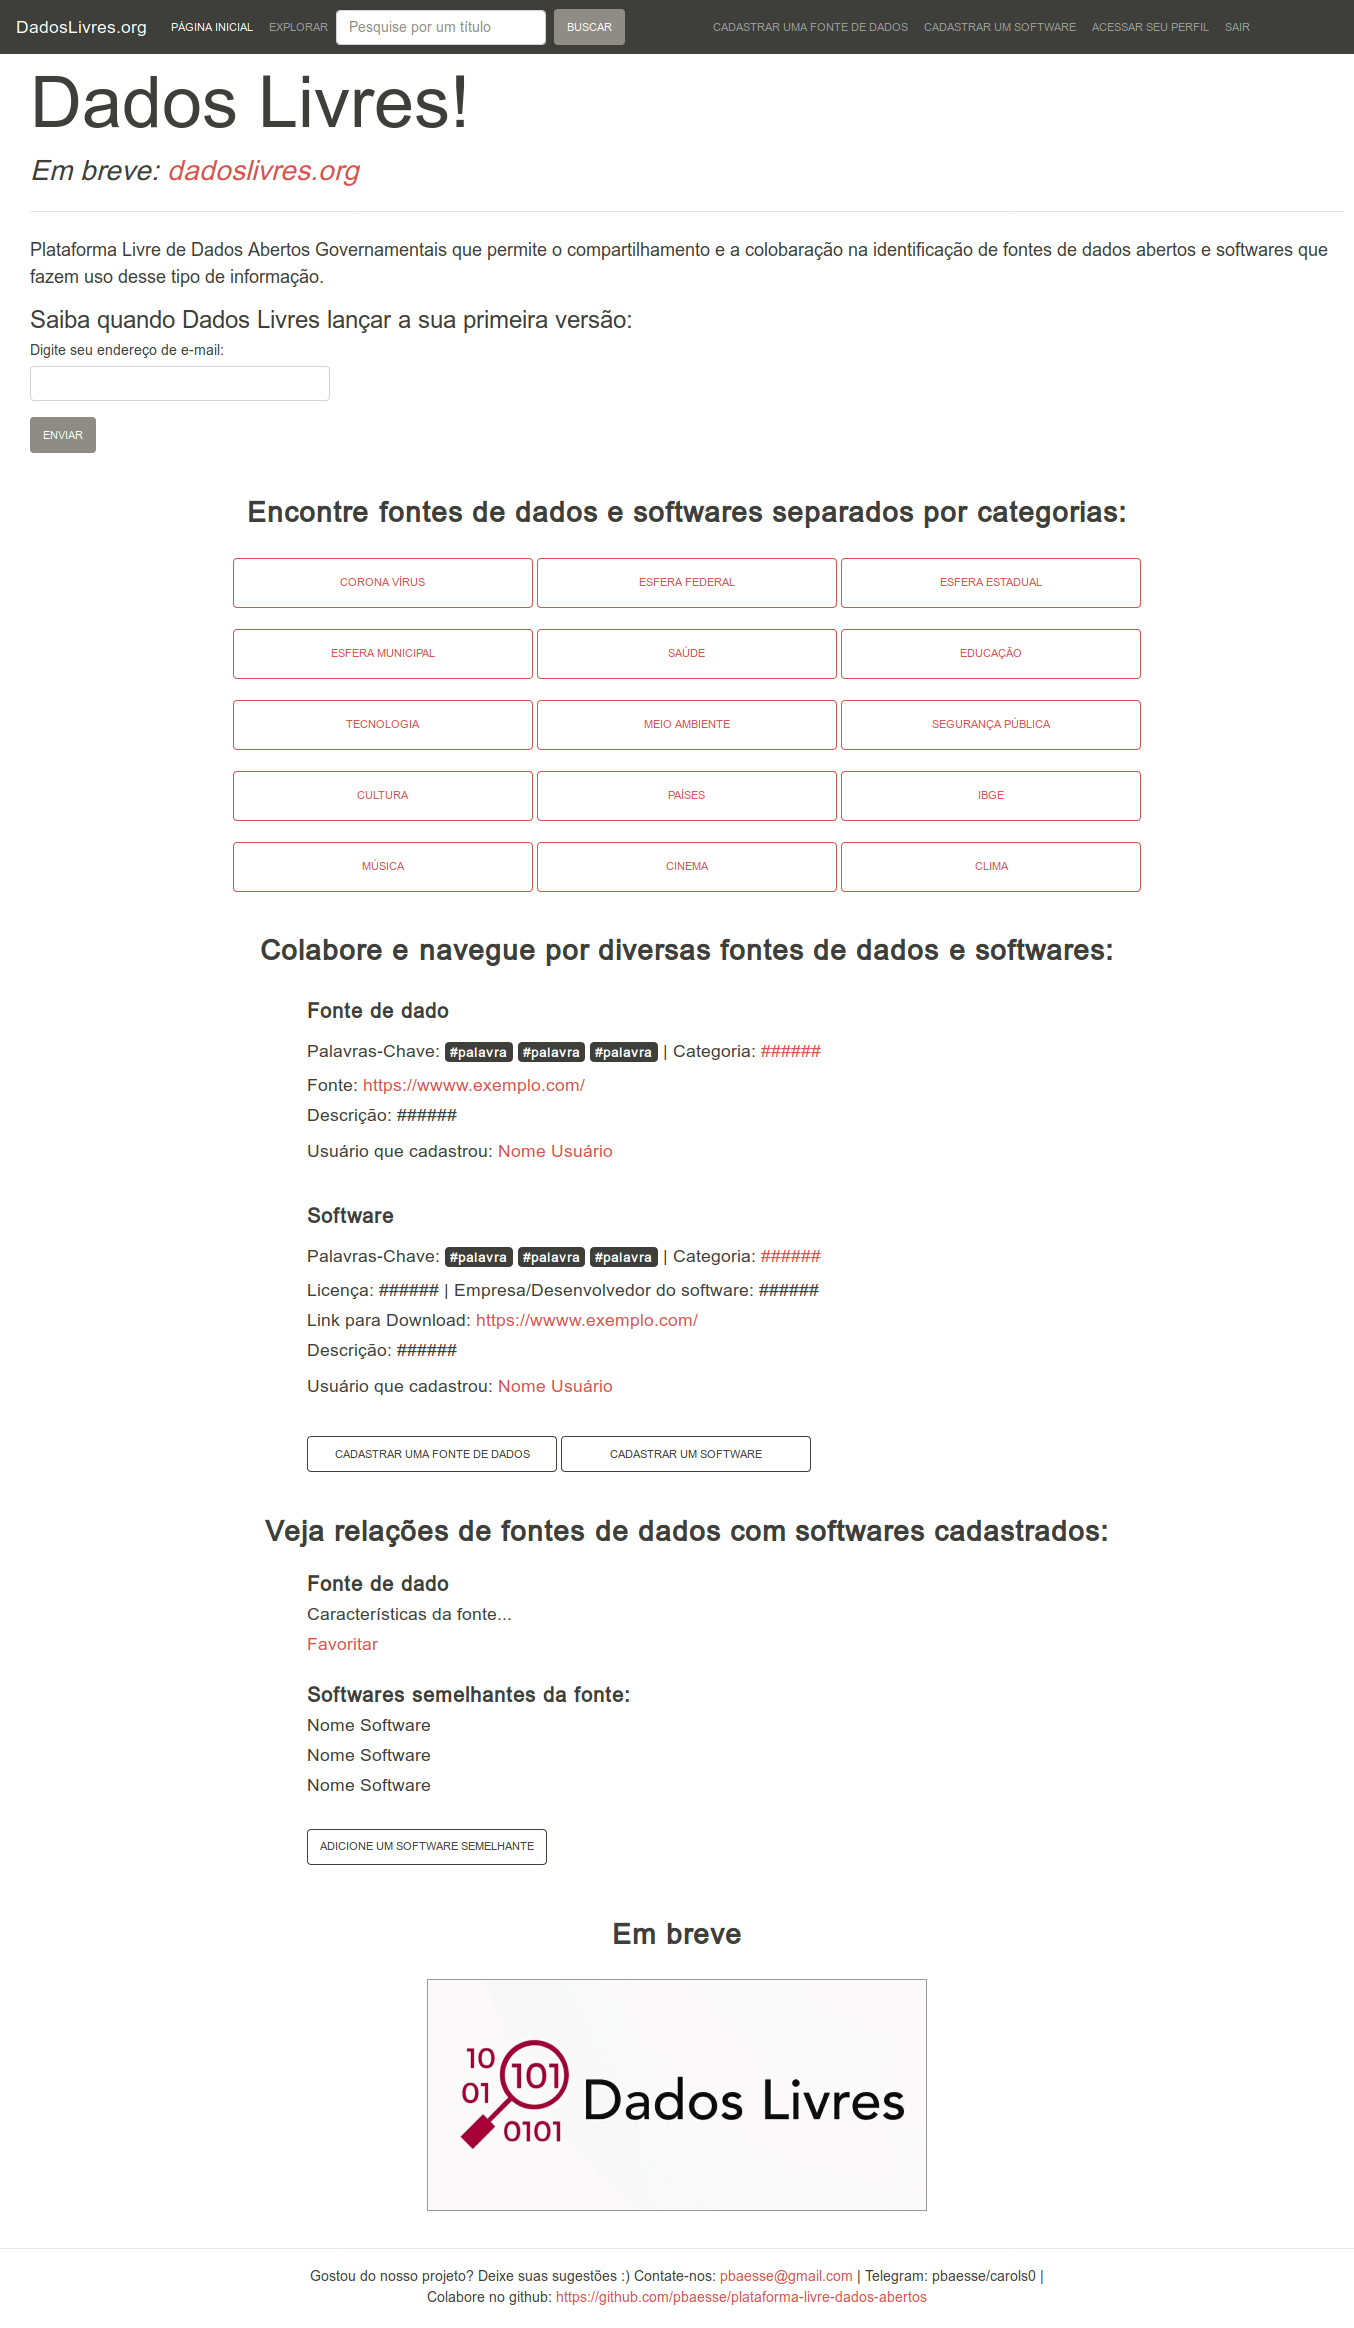 DadosLivres.org PÁGINA INICIAL EXPLORAR Pesquise por um título BUSCAR CADASTRAR UMA FONTE DE DADOS CADASTRAR UM SOFTWARE ACESSAR SEU PERFIL SAIR
Dados Livres!
Em breve: dadoslivres.org
Plataforma Livre de Dados Abertos Governamentais que permite o compartilhamento e a colobaração na identificação de fontes de dados abertos e softwares que
fazem uso desse tipo de informação.
Saiba quando Dados Livres lançar a sua primeira versão:
Digite seu endereço de e-mail:
ENVIAR
Encontre fontes de dados e softwares separados por categorias:
CORONA VÍRUS ESFERA FEDERAL ESFERA ESTADUAL
ESFERA MUNICIPAL SAÚDE EDUCAÇÃO
TECNOLOGIA MEIO AMBIENTE SEGURANÇA PÚBLICA
CULTURA PAÍSES IBGE
MÚSICA CINEMA CLIMA
Colabore e navegue por diversas fontes de dados e softwares:
Fonte de dado
Palavras-Chave: #palavra #palavra #palavra | Categoria: ######
Fonte: https://wwww.exemplo.com/
Descrição: ######
Usuário que cadastrou: Nome Usuário
Software
Palavras-Chave: #palavra #palavra #palavra | Categoria: ######
Licença: ###### | Empresa/Desenvolvedor do software: ######
Link para Download: https://wwww.exemplo.com/
Descrição: ######
Usuário que cadastrou: Nome Usuário
CADASTRAR UMA FONTE DE DADOS CADASTRAR UM SOFTWARE
Veja relações de fontes de dados com softwares cadastrados:
Fonte de dado
Características da fonte...
Favoritar
Softwares semelhantes da fonte:
Nome Software
Nome Software
Nome Software
ADICIONE UM SOFTWARE SEMELHANTE
Em breve
10 101
01
0101
Dados Livres
Gostou do nosso projeto? Deixe suas sugestões :) Contate-nos: pbaesse@gmail.com | Telegram: pbaesse/carols0 |
Colabore no github: https://github.com/pbaesse/plataforma-livre-dados-abertos